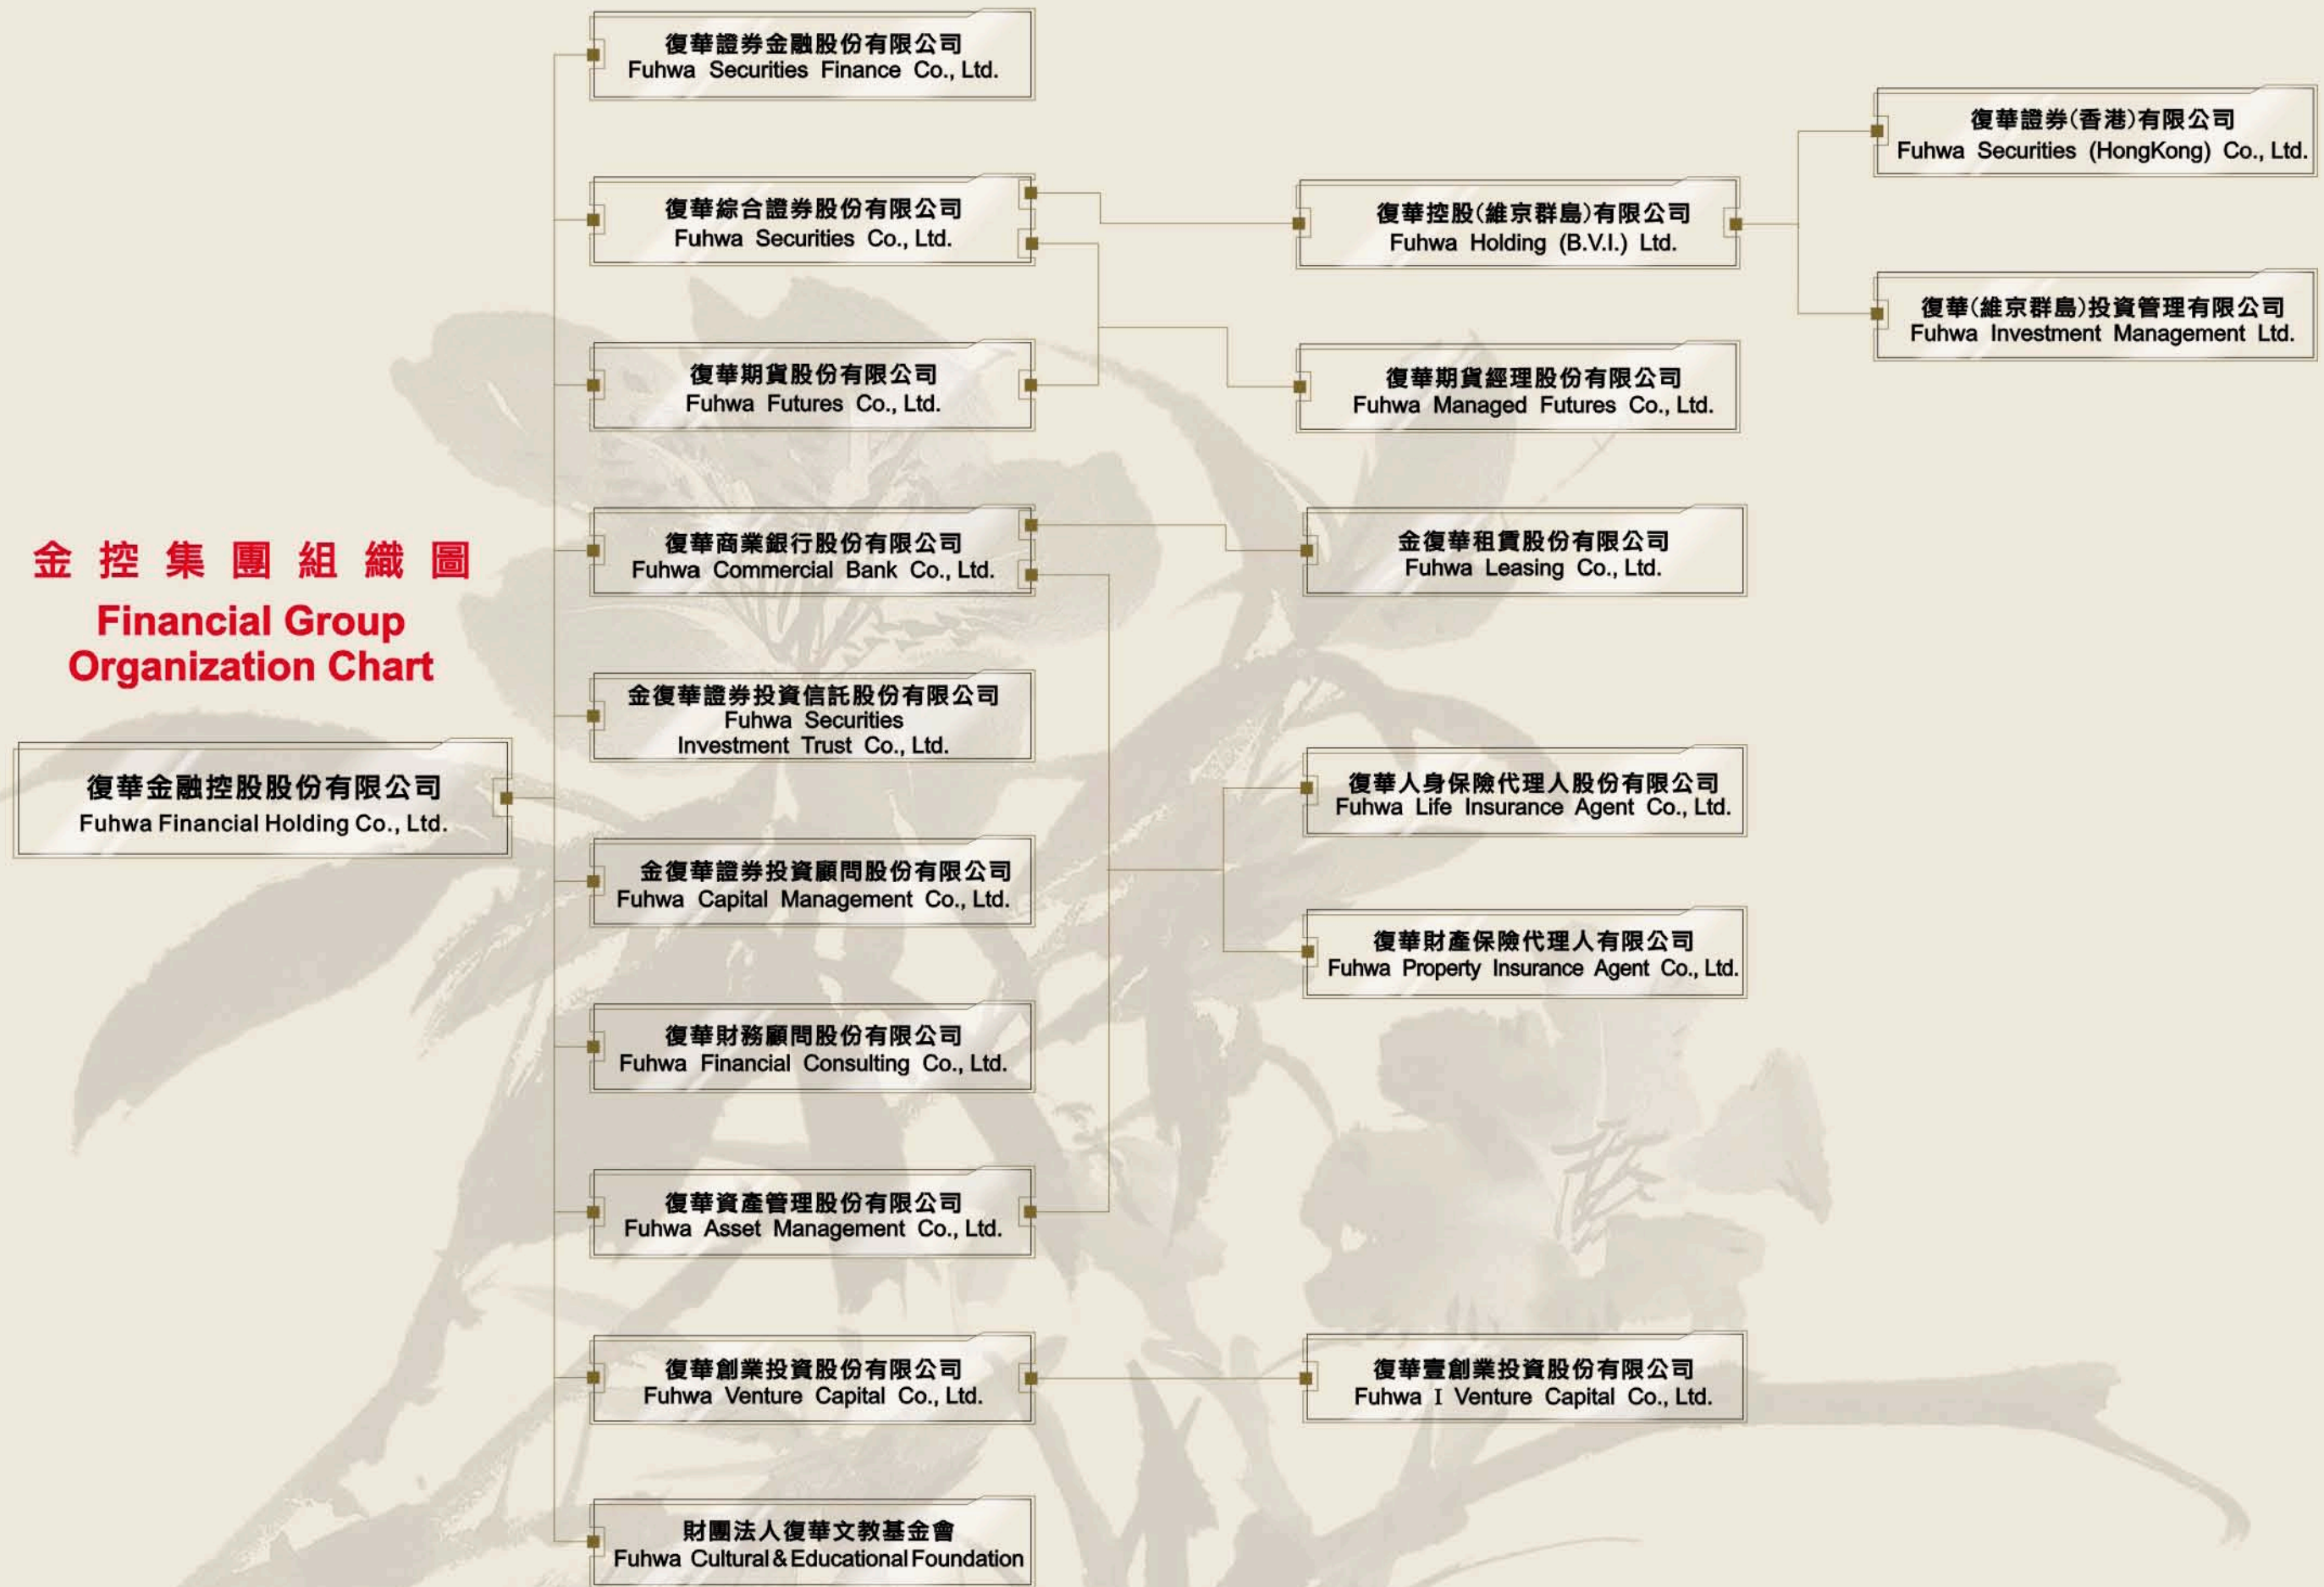 金控集團組織圖
Financial Group
Organization Chart
復華金融控股股份有限公司
Fuhwa Financial Holding Co., Ltd.
復華證券金融股份有限公司
Fuhwa Securities Finance Co., Ltd.
復華綜合證券股份有限公司
Fuhwa Securities Co., Ltd.
復華期貨股份有限公司
Fuhwa Futures Co., Ltd.
復華商業銀行股份有限公司
Fuhwa Commercial Bank Co., Ltd.
金復華證券投資信託股份有限公司
Fuhwa Securities
Investment Trust Co., Ltd.
金復華證券投資顧問股份有限公司
Fuhwa Capital Management Co., Ltd.
復華財務顧問股份有限公司
Fuhwa Financial Consulting Co., Ltd.
復華資產管理股份有限公司
Fuhwa Asset Management Co., Ltd.
復華創業投資股份有限公司
Fuhwa Venture Capital Co., Ltd.
財團法人復華文教基金會
Fuhwa Cultural & Educational Foundation
復華控股(維京群島)有限公司
Fuhwa Holding (B.V.I.) Ltd.
復華期貨經理股份有限公司
Fuhwa Managed Futures Co., Ltd.
金復華租賃股份有限公司
Fuhwa Leasing Co., Ltd.
復華人身保險代理人股份有限公司
Fuhwa Life Insurance Agent Co., Ltd.
復華財產保險代理人有限公司
Fuhwa Property Insurance Agent Co., Ltd.
復華壹創業投資股份有限公司
Fuhwa I Venture Capital Co., Ltd.
復華證券(香港)有限公司
Fuhwa Securities (HongKong) Co., Ltd.
復華(維京群島)投資管理有限公司
Fuhwa Investment Management Ltd.